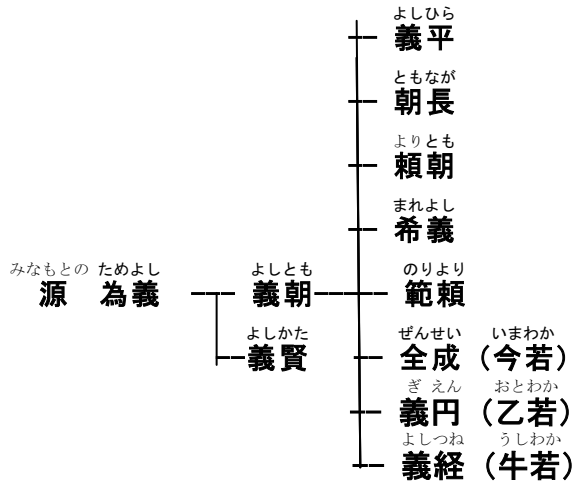 よしひら
義平
ともなが
朝長
よりとも
頼朝
まれよし
希義
みなもとの ためよし よしとも のりより
源 為義 義朝 範頼
よしかた ぜんせい いまわか
義賢 全成（今若）
ぎ えん おとわか
義円（乙若）
よしつね うしわか
義経（牛若）